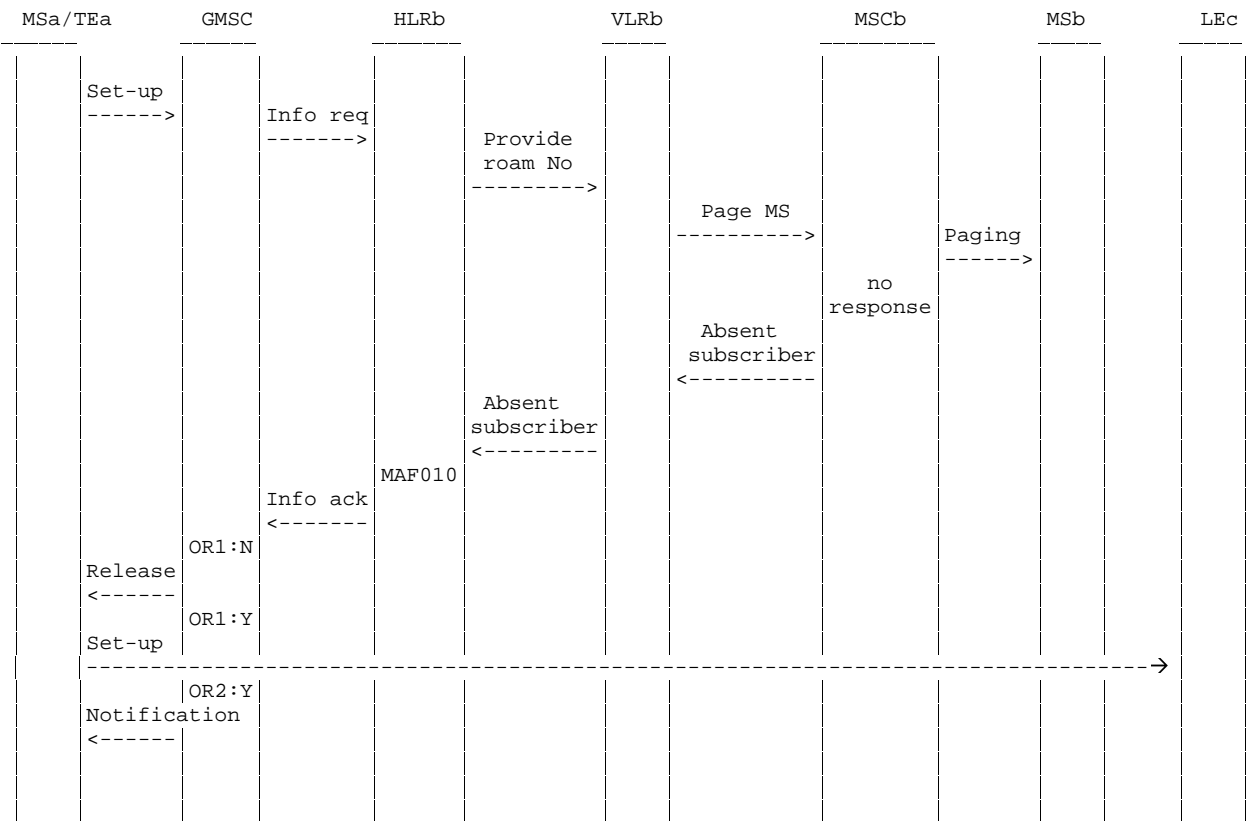 MSa/TEa GMSC HLRb VLRb MSCb MSb LEc
Set-up
------>
Info req
------->
Provide
roam No
--------->
Page MS
---------->
Paging
------>
no
response
Absent
subscriber
<----------
Absent
subscriber
<---------
MAF010
Info ack
<-------
OR1:N
Release
<------
OR1:Y
Set-up
----------------------------------------------------------------------------------->
OR2:Y
Notification
<------